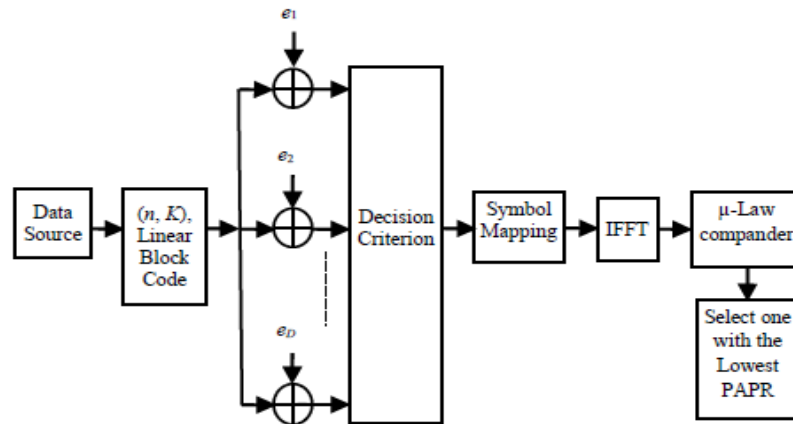 e1
e2
eD
Data
Source
(n, K),
Linear
Block
Code
Decision
Criterion
Symbol
Mapping
IFFT
μ-Law
compander
Select one
with the
Lowest
PAPR